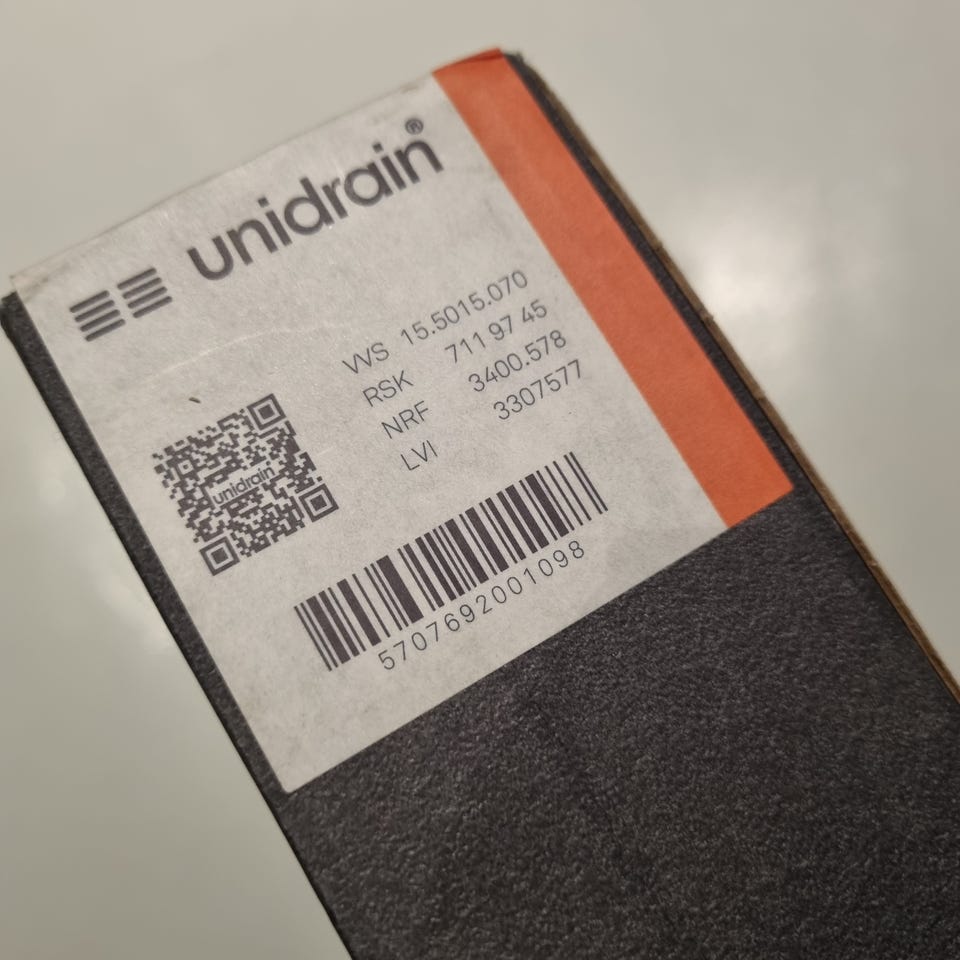 unidrain®
VVS 15.5015.070
RSK 711 97 45
NRF 3400.578
LVI 3307577
unidrain
5707692001098